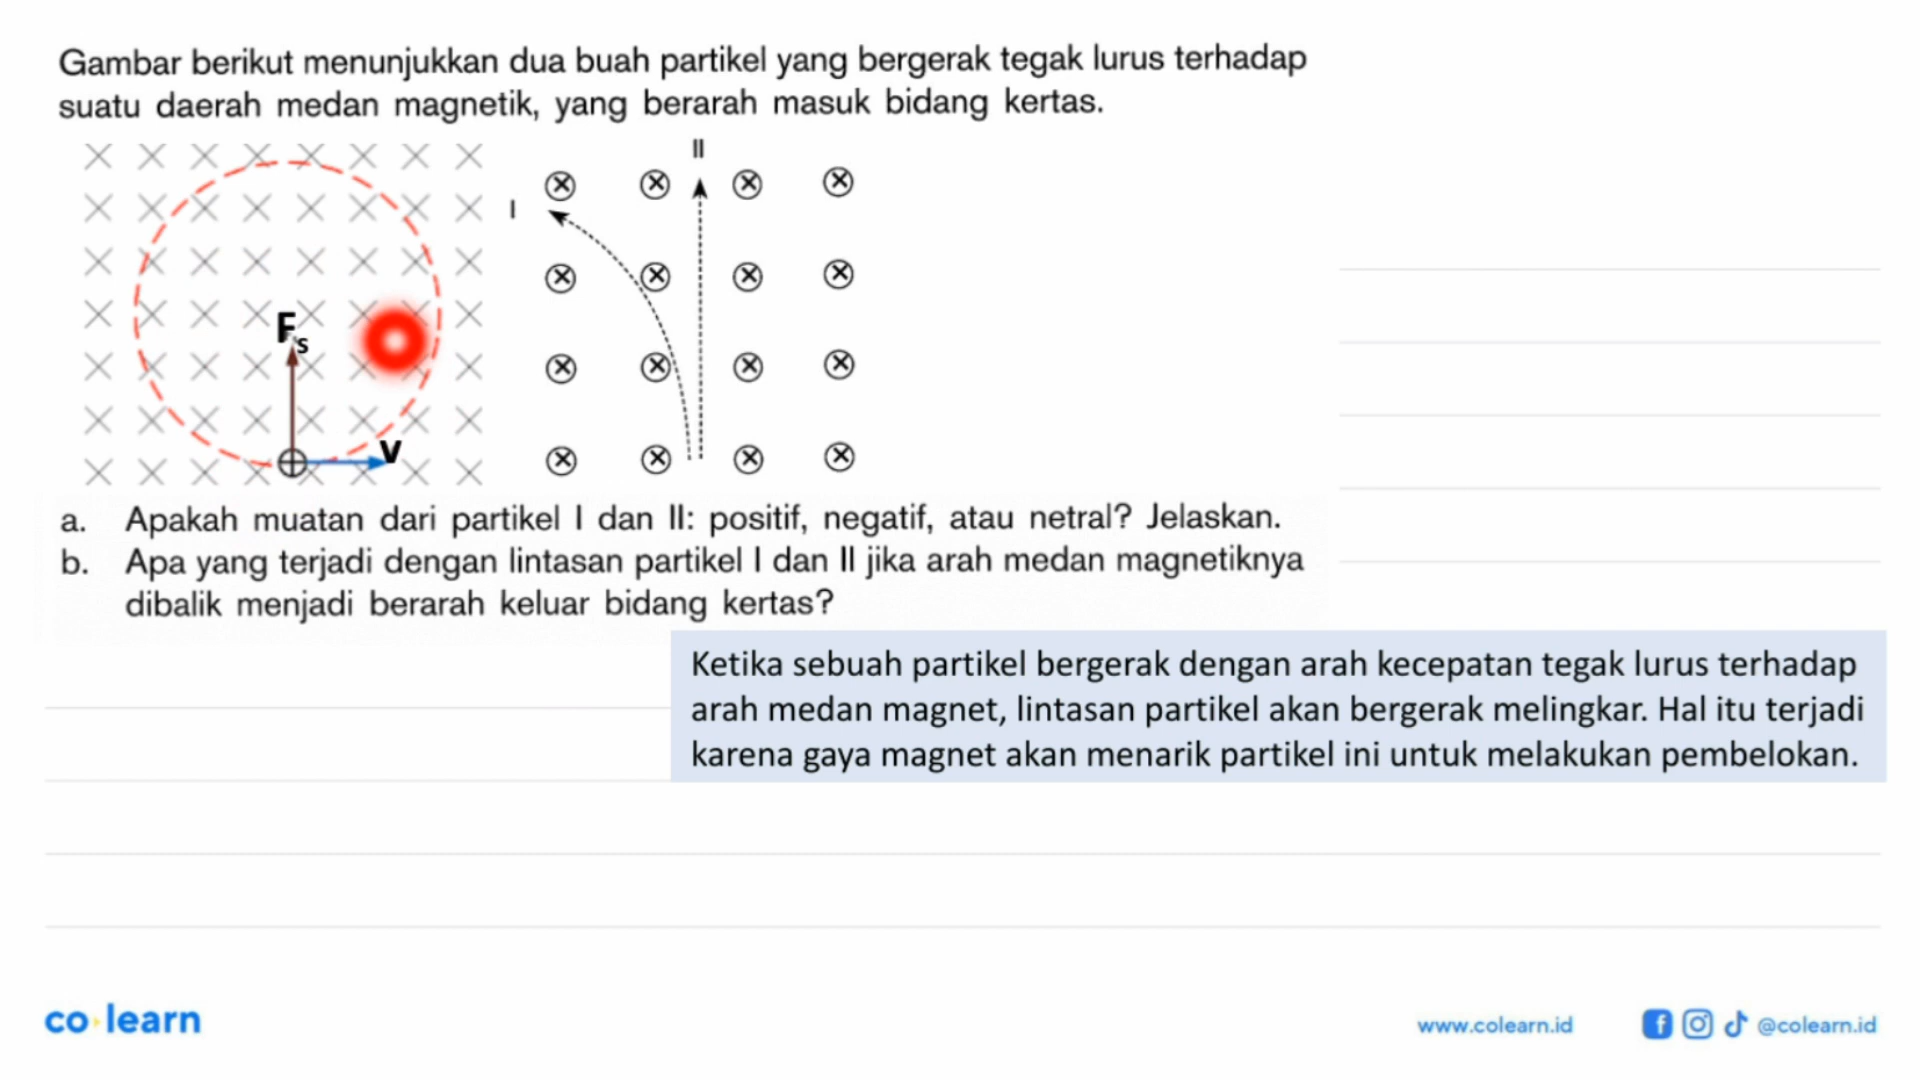 Gambar berikut menunjukkan dua buah partikel yang bergerak tegak lurus terhadap
suatu daerah medan magnetik, yang berarah masuk bidang kertas.
II
I
Fs
v
a. Apakah muatan dari partikel I dan II: positif, negatif, atau netral? Jelaskan.
b. Apa yang terjadi dengan lintasan partikel I dan II jika arah medan magnetiknya
dibalik menjadi berarah keluar bidang kertas?
Ketika sebuah partikel bergerak dengan arah kecepatan tegak lurus terhadap
arah medan magnet, lintasan partikel akan bergerak melingkar. Hal itu terjadi
karena gaya magnet akan menarik partikel ini untuk melakukan pembelokan.
co learn
www.colearn.id
@colearn.id